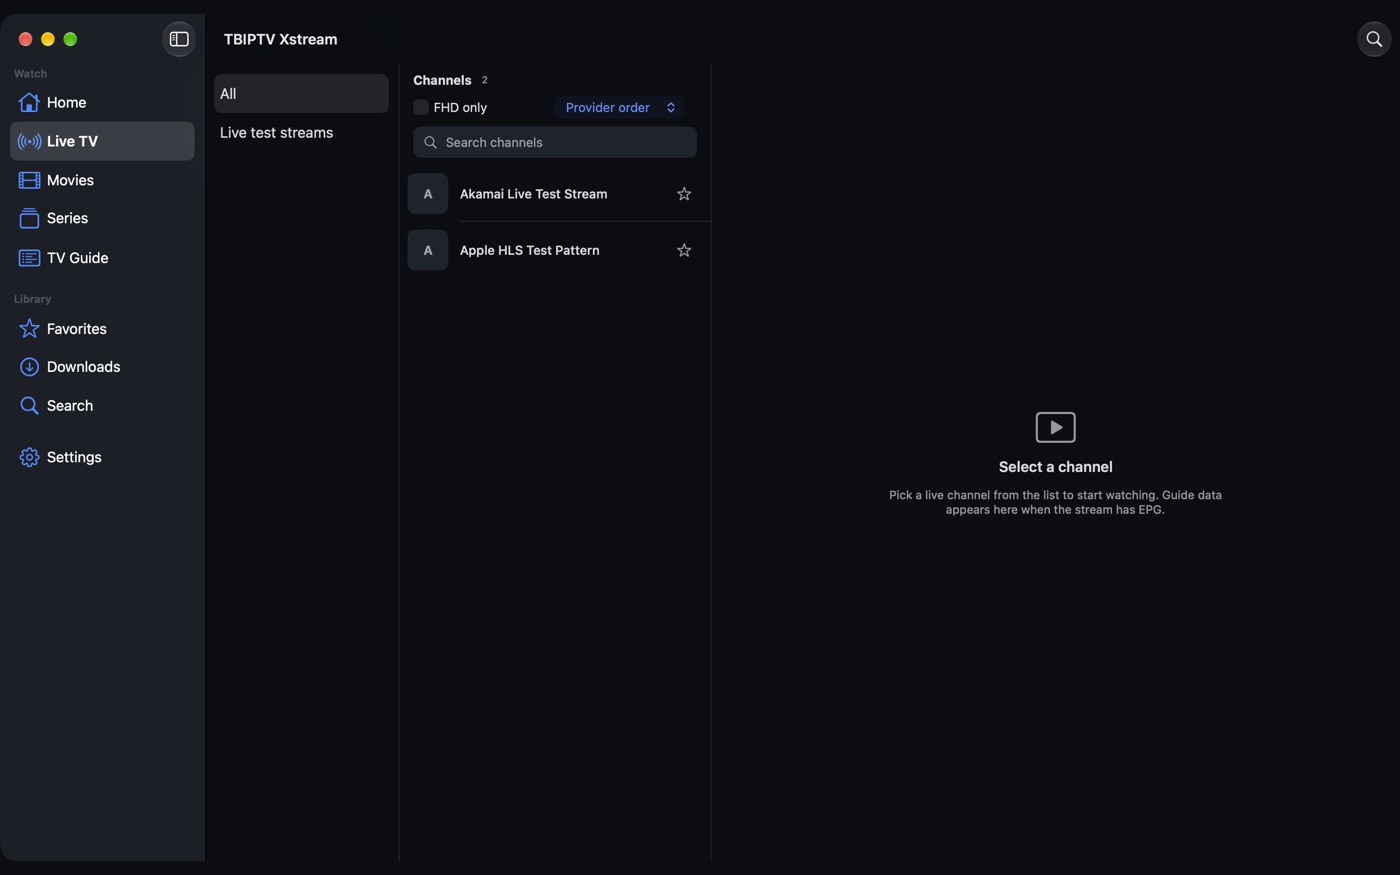 TBIPTV Xstream
Watch
Home
Live TV
Movies
Series
TV Guide
Library
Favorites
Downloads
Search
Settings
All
Live test streams
Channels 2
FHD only
Provider order
Search channels
A
Akamai Live Test Stream
A
Apple HLS Test Pattern
Select a channel
Pick a live channel from the list to start watching. Guide data
appears here when the stream has EPG.